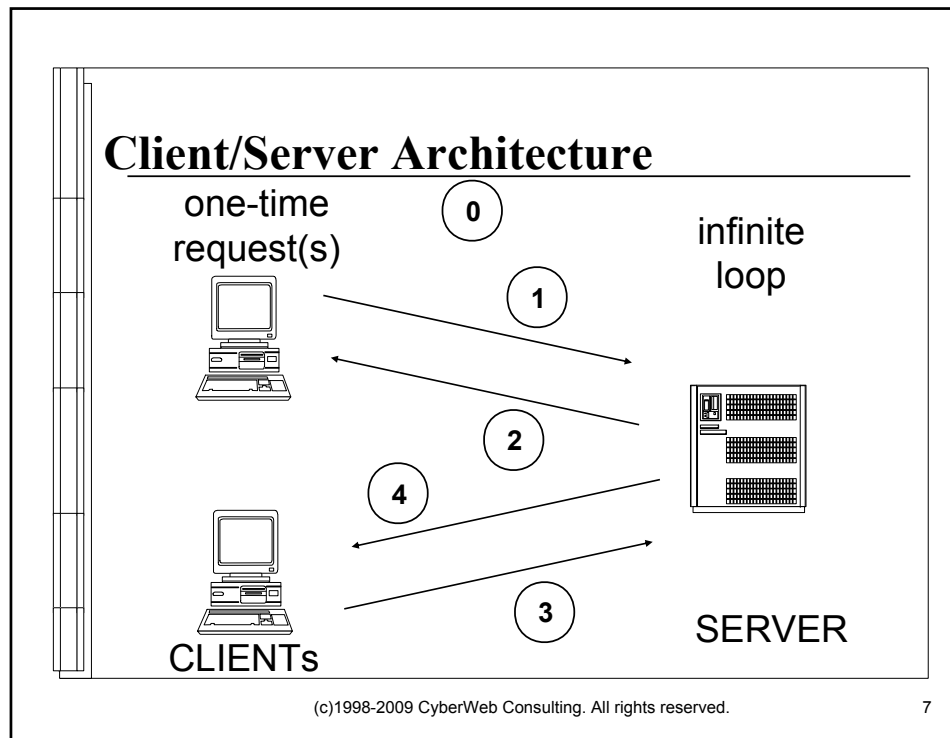 Client/Server Architecture
one-time
request(s)
0
infinite
loop
1
2
4
3
CLIENTs
SERVER
(c)1998-2009 CyberWeb Consulting. All rights reserved.
7